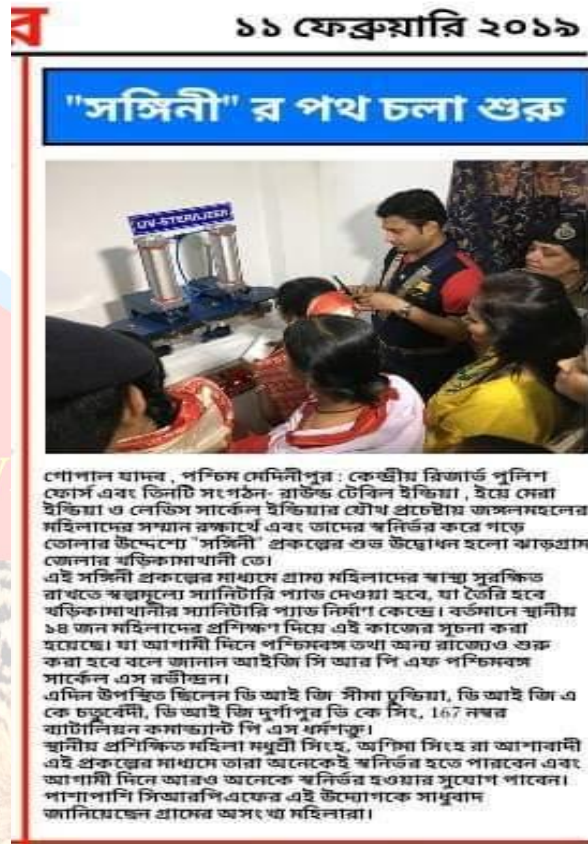 র
১১ ফেব্রুয়ারি ২০১৯
"সঙ্গিনী" র পথ চলা শুরু
UV-STERILIZER
গোপাল যাদব , পশ্চিম মেদিনীপুর : কেন্দ্রীয় রিজার্ভ পুলিশ
ফোর্স এবং তিনটি সংগঠন- রাউন্ড টেবিল ইন্ডিয়া , ইয়ে মেরা
ইন্ডিয়া ও লেডিস সার্কেল ইন্ডিয়ার যৌথ প্রচেষ্টায় জঙ্গলমহলের
মহিলাদের সম্মান রক্ষার্থে এবং তাদের স্বনির্ভর করে গড়ে
তোলার উদ্দেশ্যে "সঙ্গিনী" প্রকল্পের শুভ উদ্বোধন হলো ঝাড়গ্রাম
জেলার খড়িকামাথানী তে।
এই সঙ্গিনী প্রকল্পের মাধ্যমে গ্রাম্য মহিলাদের স্বাস্থ্য সুরক্ষিত
রাখতে স্বল্পমূল্যে স্যানিটারি প্যাড দেওয়া হবে, যা তৈরি হবে
খড়িকামাথানীর স্যানিটারি প্যাড নির্মাণ কেন্দ্রে। বর্তমানে স্থানীয়
১৪ জন মহিলাদের প্রশিক্ষণ দিয়ে এই কাজের সূচনা করা
হয়েছে। যা আগামী দিনে পশ্চিমবঙ্গ তথা অন্য রাজ্যেও শুরু
করা হবে বলে জানান আইজি সি আর পি এফ পশ্চিমবঙ্গ
সার্কেল এস রবীন্দ্রন।
এদিন উপস্থিত ছিলেন ডি আই জি সীমা ঢুন্ডিয়া, ডি আই জি এ
কে চতুর্বেদী, ডি আই জি দুর্গাপুর ডি কে সিং, 167 নম্বর
ব্যাটালিয়ন কমান্ড্যান্ট পি এস ধর্মশক্তু।
স্থানীয় প্রশিক্ষিত মহিলা মধুশ্রী সিংহ, অণিমা সিংহ রা আশাবাদী
এই প্রকল্পের মাধ্যমে তারা অনেকেই স্বনির্ভর হতে পারবেন এবং
আগামী দিনে আরও অনেকে স্বনির্ভর হওয়ার সুযোগ পাবেন।
পাশাপাশি সিআরপিএফের এই উদ্যোগকে সাধুবাদ
জানিয়েছেন গ্রামের অসংখ্য মহিলারা।